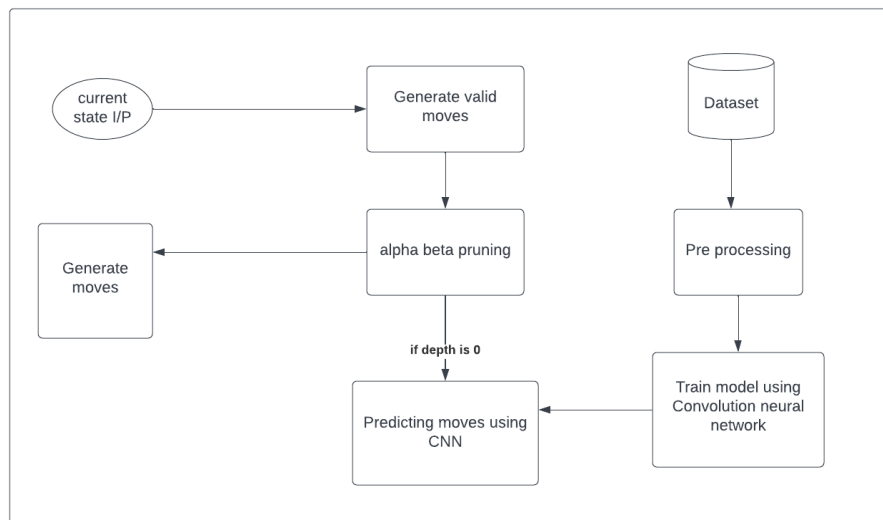 current
state I/P
Generate valid
moves
Dataset
Generate
moves
alpha beta pruning
Pre processing
if depth is 0
Predicting moves using
CNN
Train model using
Convolution neural
network